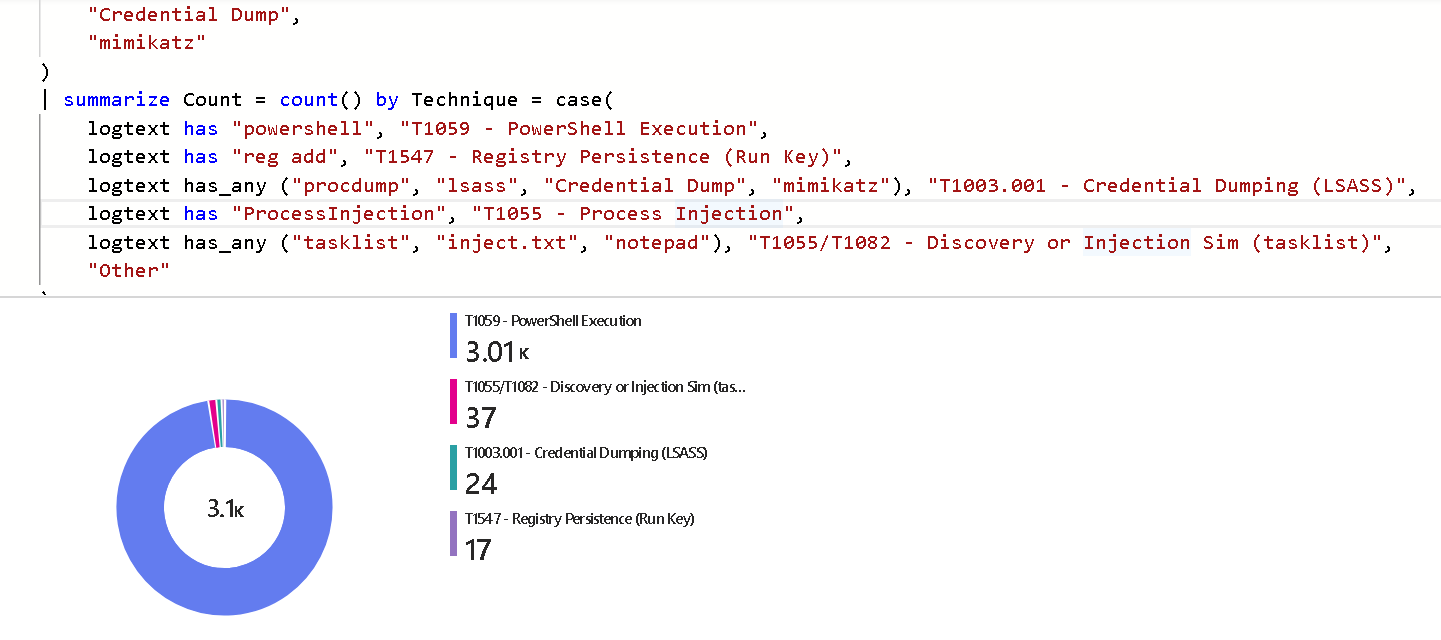 "Credential Dump",
"mimikatz"
)
| summarize Count = count() by Technique = case(
logtext has "powershell", "T1059 - PowerShell Execution",
logtext has "reg add", "T1547 - Registry Persistence (Run Key)",
logtext has_any ("procdump", "lsass", "Credential Dump", "mimikatz"), "T1003.001 - Credential Dumping (LSASS)",
logtext has "ProcessInjection", "T1055 - Process Injection",
logtext has_any ("tasklist", "inject.txt", "notepad"), "T1055/T1082 - Discovery or Injection Sim (tasklist)",
"Other"
T1059 - PowerShell Execution
3.01 K
T1055/T1082 - Discovery or Injection Sim (tas...
37
T1003.001 - Credential Dumping (LSASS)
24
T1547 - Registry Persistence (Run Key)
17
3.1K